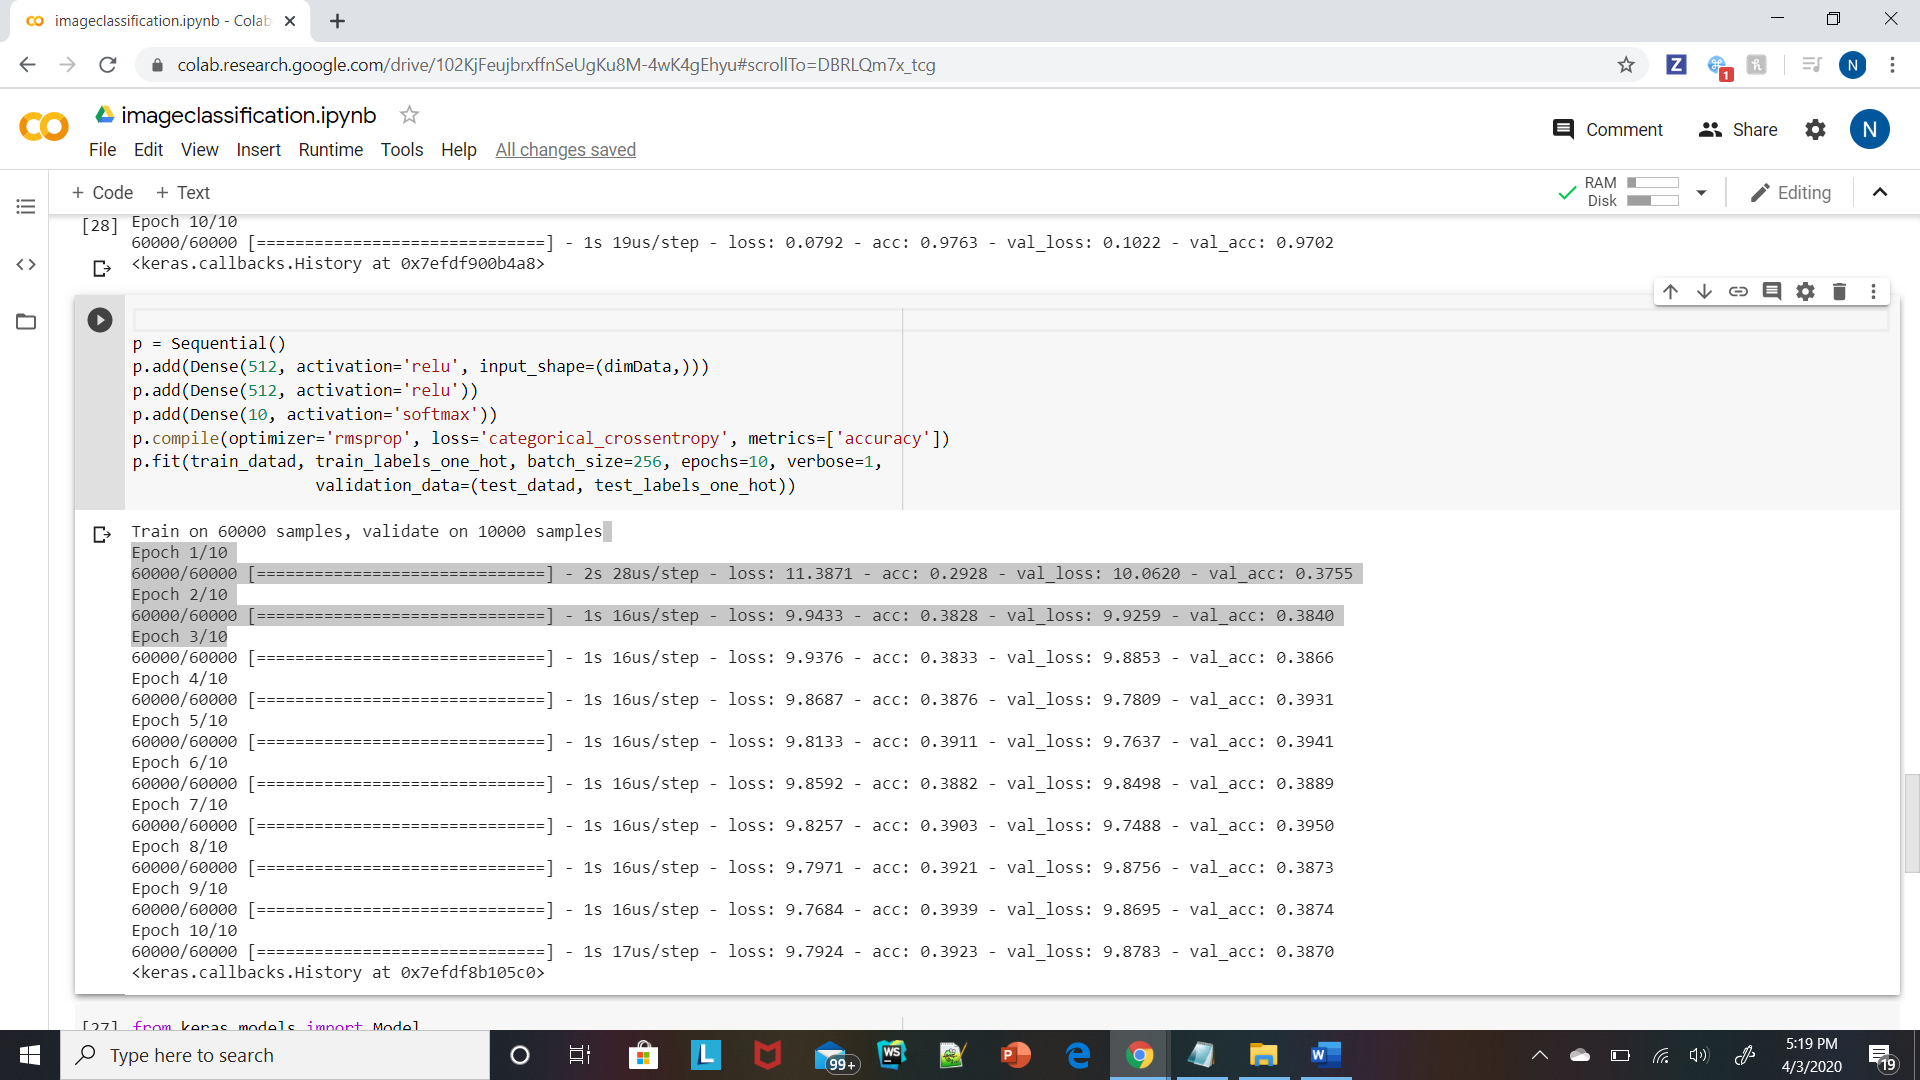 imageclassification.ipynb - Colab
colab.research.google.com/drive/102KjFeujbrxffnSeUgKu8M-4wK4gEhyu#scrollTo=DBRLQm7x_tcg
Z
1
h
N
CO
imageclassification.ipynb
File Edit View Insert Runtime Tools Help All changes saved
Comment
Share
N
+ Code + Text
RAM
Disk
Editing
[28]
Epoch 10/10
60000/60000 [==============================] - 1s 19us/step - loss: 0.0792 - acc: 0.9763 - val_loss: 0.1022 - val_acc: 0.9702
<keras.callbacks.History at 0x7efdf900b4a8>
p = Sequential()
p.add(Dense(512, activation='relu', input_shape=(dimData,)))
p.add(Dense(512, activation='relu'))
p.add(Dense(10, activation='softmax'))
p.compile(optimizer='rmsprop', loss='categorical_crossentropy', metrics=['accuracy'])
p.fit(train_datad, train_labels_one_hot, batch_size=256, epochs=10, verbose=1,
validation_data=(test_datad, test_labels_one_hot))
Train on 60000 samples, validate on 10000 samples
Epoch 1/10
60000/60000 [==============================] - 2s 28us/step - loss: 11.3871 - acc: 0.2928 - val_loss: 10.0620 - val_acc: 0.3755
Epoch 2/10
60000/60000 [==============================] - 1s 16us/step - loss: 9.9433 - acc: 0.3828 - val_loss: 9.9259 - val_acc: 0.3840
Epoch 3/10
60000/60000 [==============================] - 1s 16us/step - loss: 9.9376 - acc: 0.3833 - val_loss: 9.8853 - val_acc: 0.3866
Epoch 4/10
60000/60000 [==============================] - 1s 16us/step - loss: 9.8687 - acc: 0.3876 - val_loss: 9.7809 - val_acc: 0.3931
Epoch 5/10
60000/60000 [==============================] - 1s 16us/step - loss: 9.8133 - acc: 0.3911 - val_loss: 9.7637 - val_acc: 0.3941
Epoch 6/10
60000/60000 [==============================] - 1s 16us/step - loss: 9.8592 - acc: 0.3882 - val_loss: 9.8498 - val_acc: 0.3889
Epoch 7/10
60000/60000 [==============================] - 1s 16us/step - loss: 9.8257 - acc: 0.3903 - val_loss: 9.7488 - val_acc: 0.3950
Epoch 8/10
60000/60000 [==============================] - 1s 16us/step - loss: 9.7971 - acc: 0.3921 - val_loss: 9.8756 - val_acc: 0.3873
Epoch 9/10
60000/60000 [==============================] - 1s 16us/step - loss: 9.7684 - acc: 0.3939 - val_loss: 9.8695 - val_acc: 0.3874
Epoch 10/10
60000/60000 [==============================] - 1s 17us/step - loss: 9.7924 - acc: 0.3923 - val_loss: 9.8783 - val_acc: 0.3870
<keras.callbacks.History at 0x7efdf8b105c0>
[27] from keras.models import Model
Type here to search
L
99+
WS
P
W
5:19 PM
4/3/2020
19